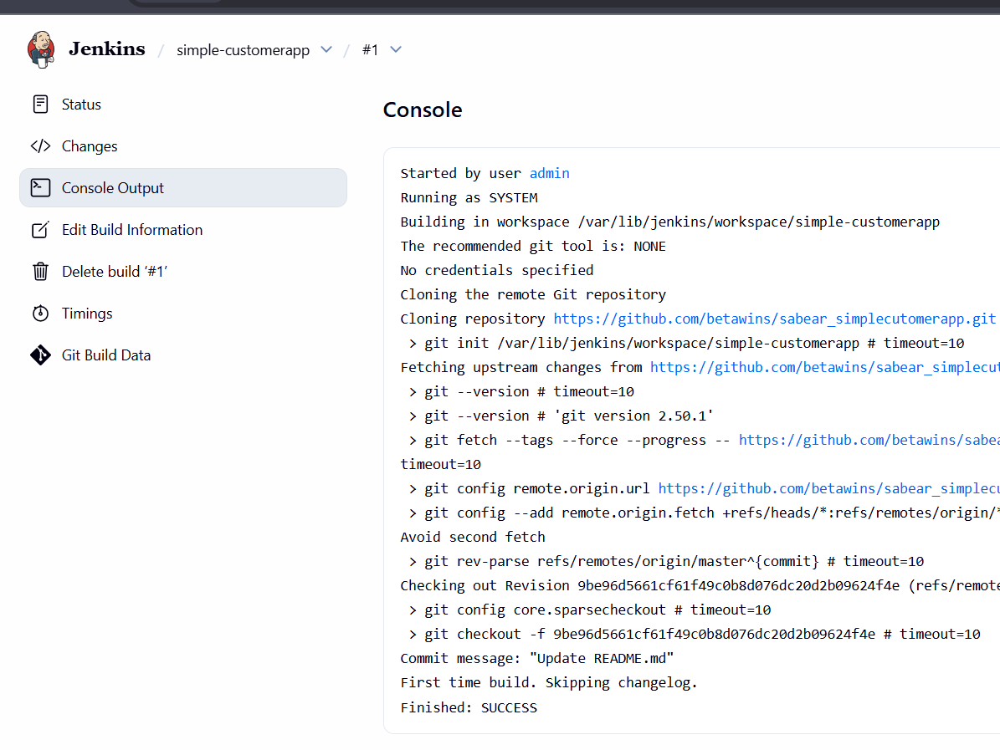 Jenkins / simple-customerapp / #1
Status
Changes
Console Output
Edit Build Information
Delete build ‘#1’
Timings
Git Build Data
Console
Started by user admin
Running as SYSTEM
Building in workspace /var/lib/jenkins/workspace/simple-customerapp
The recommended git tool is: NONE
No credentials specified
Cloning the remote Git repository
Cloning repository https://github.com/betawins/sabear_simplecutomerapp.git
> git init /var/lib/jenkins/workspace/simple-customerapp # timeout=10
Fetching upstream changes from https://github.com/betawins/sabear_simplecut
> git --version # timeout=10
> git --version # 'git version 2.50.1'
> git fetch --tags --force --progress -- https://github.com/betawins/sabea
timeout=10
> git config remote.origin.url https://github.com/betawins/sabear_simplecu
> git config --add remote.origin.fetch +refs/heads/*:refs/remotes/origin/*
Avoid second fetch
> git rev-parse refs/remotes/origin/master^{commit} # timeout=10
Checking out Revision 9be96d5661cf61f49c0b8d076dc20d2b09624f4e (refs/remote
> git config core.sparsecheckout # timeout=10
> git checkout -f 9be96d5661cf61f49c0b8d076dc20d2b09624f4e # timeout=10
Commit message: "Update README.md"
First time build. Skipping changelog.
Finished: SUCCESS